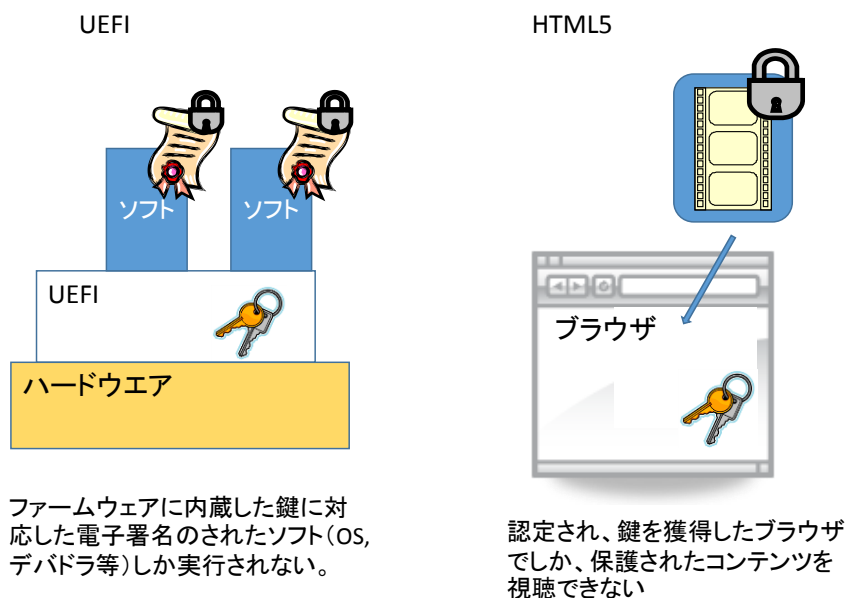 UEFI
HTML5
ソフト
ソフト
UEFI
ハードウエア
ブラウザ
ファームウェアに内蔵した鍵に対
応した電子署名のされたソフト(OS,
デバドラ等)しか実行されない。
認定され、鍵を獲得したブラウザ
でしか、保護されたコンテンツを
視聴できない